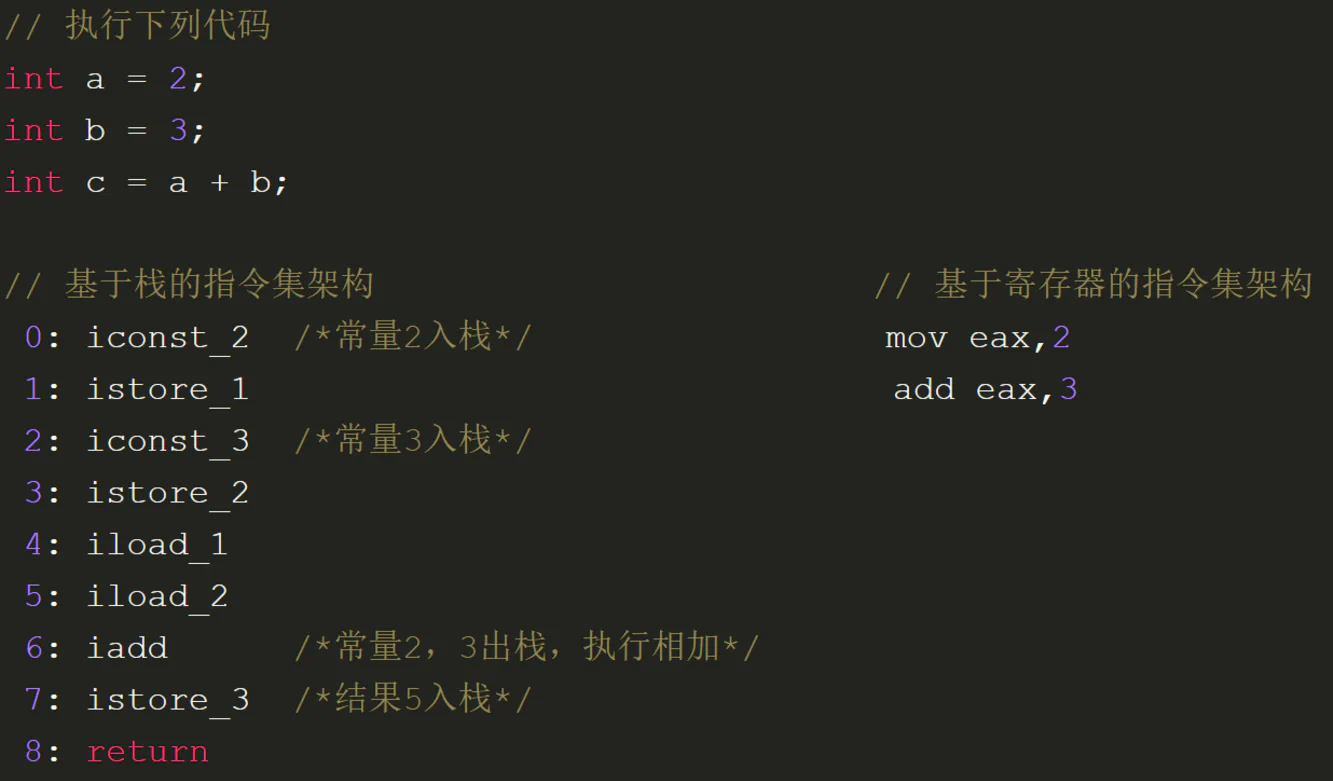 // 执行下列代码
int a = 2;
int b = 3;
int c = a + b;
// 基于栈的指令集架构 // 基于寄存器的指令集架构
0: iconst_2 /*常量2入栈*/ mov eax,2
1: istore_1 add eax,3
2: iconst_3 /*常量3入栈*/
3: istore_2
4: iload_1
5: iload_2
6: iadd /*常量2，3出栈，执行相加*/
7: istore_3 /*结果5入栈*/
8: return